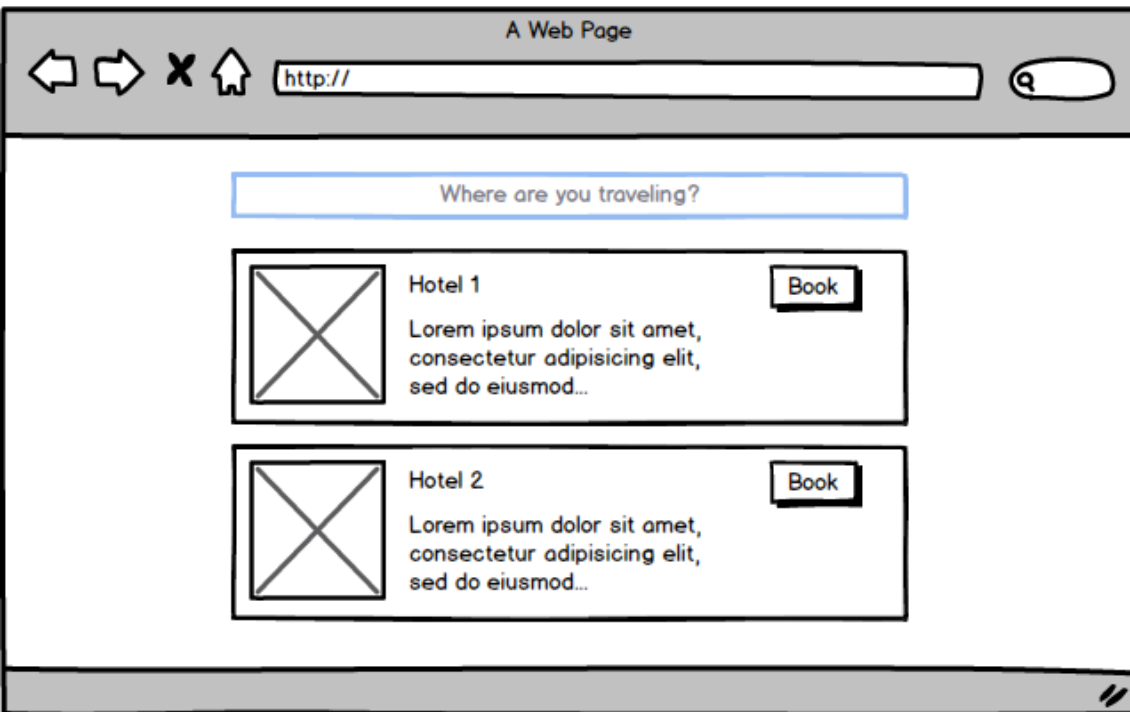 A Web Page
http://
Where are you traveling?
Hotel 1
Book
Lorem ipsum dolor sit amet,
consectetur adipisicing elit,
sed do eiusmod...
Hotel 2
Book
Lorem ipsum dolor sit amet,
consectetur adipisicing elit,
sed do eiusmod...